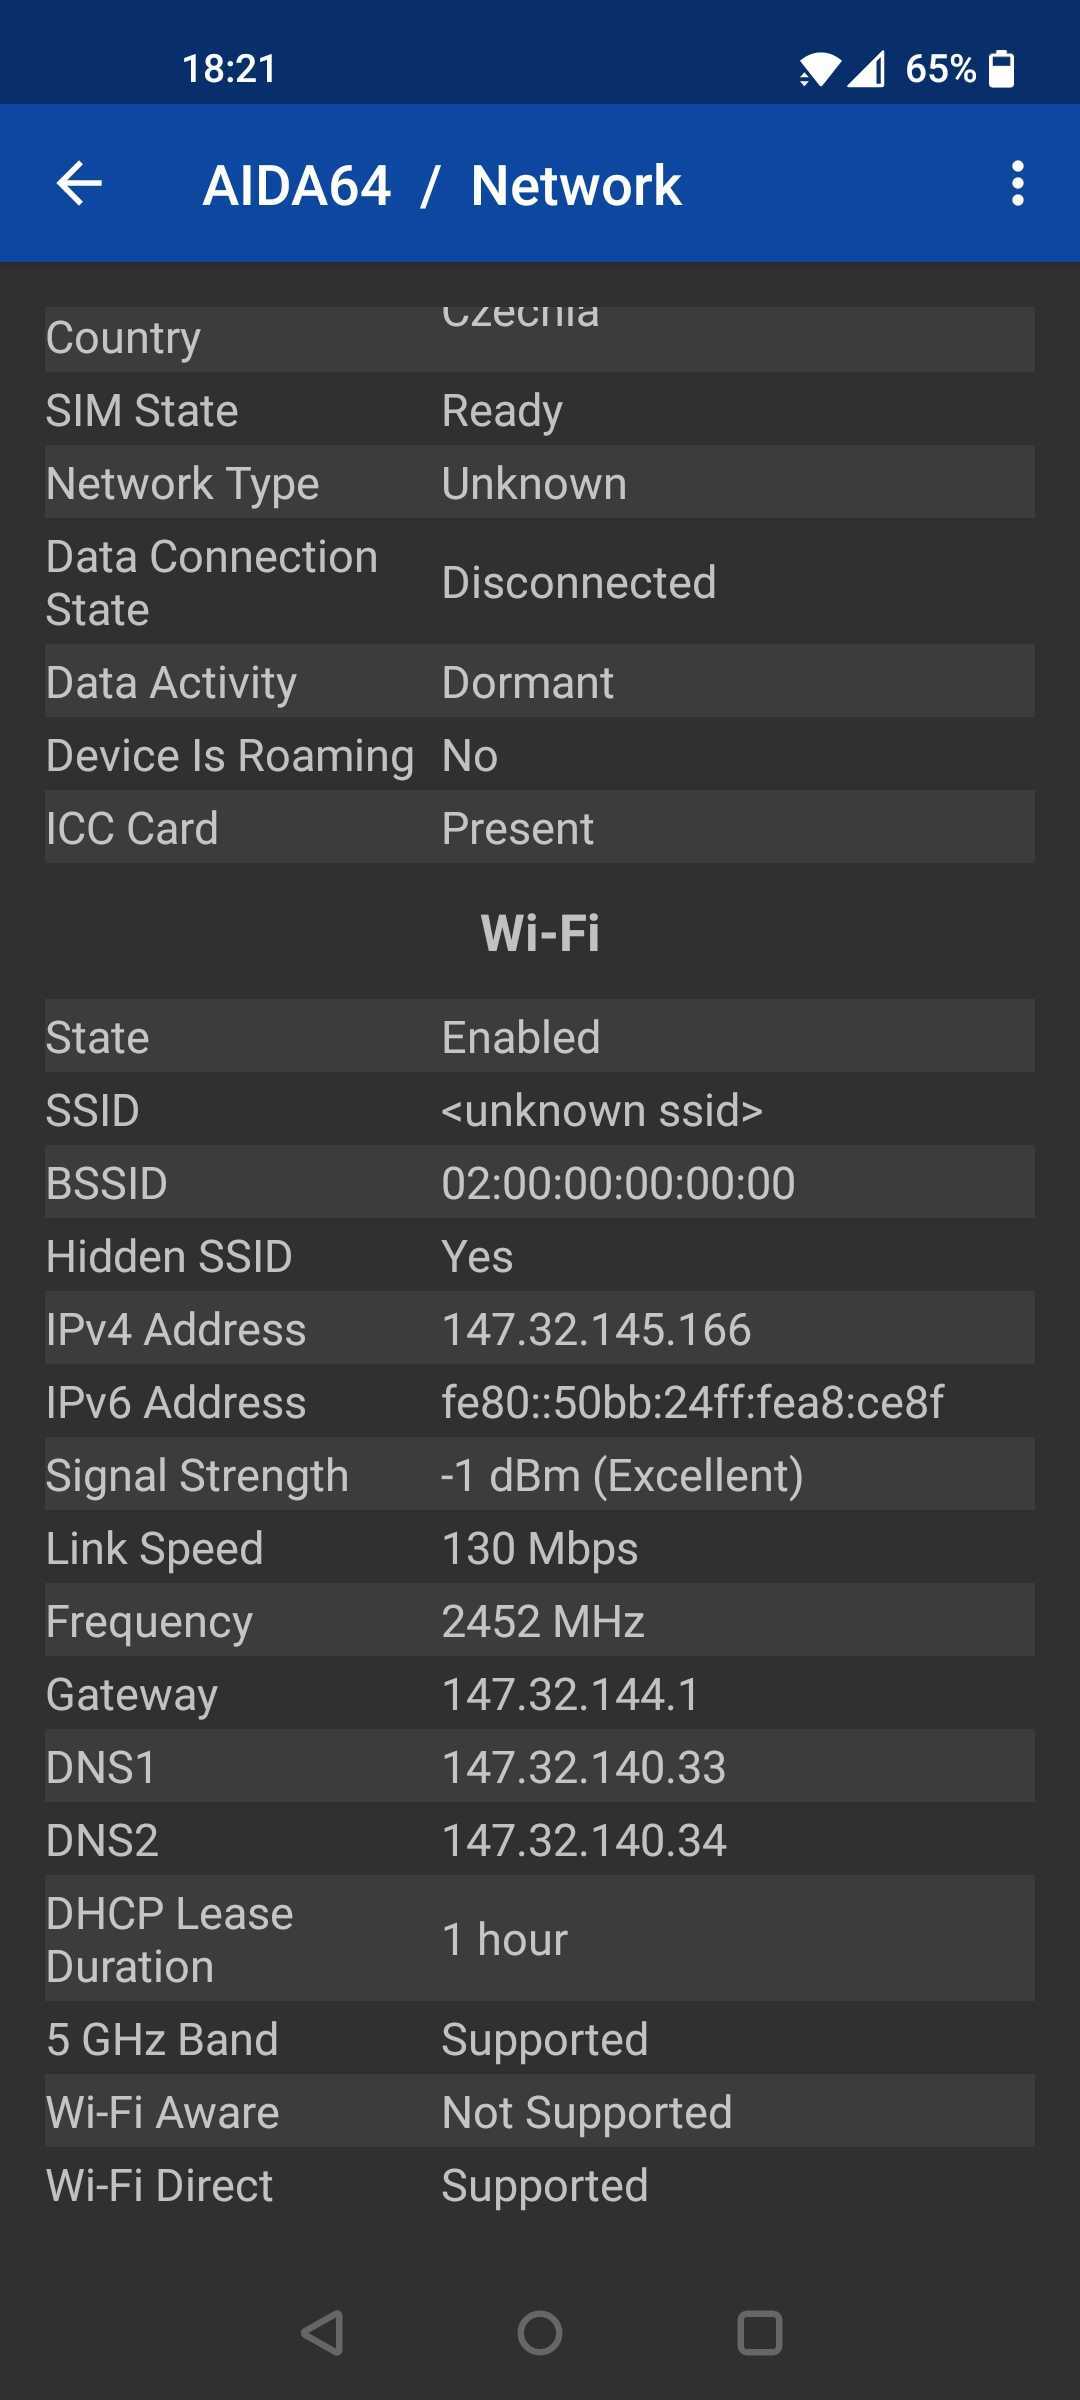 18:21 65%
AIDA64 / Network
Country Czechia
SIM State Ready
Network Type Unknown
Data Connection
State Disconnected
Data Activity Dormant
Device Is Roaming No
ICC Card Present
Wi-Fi
State Enabled
SSID <unknown ssid>
BSSID 02:00:00:00:00:00
Hidden SSID Yes
IPv4 Address 147.32.145.166
IPv6 Address fe80::50bb:24ff:fea8:ce8f
Signal Strength -1 dBm (Excellent)
Link Speed 130 Mbps
Frequency 2452 MHz
Gateway 147.32.144.1
DNS1 147.32.140.33
DNS2 147.32.140.34
DHCP Lease
Duration 1 hour
5 GHz Band Supported
Wi-Fi Aware Not Supported
Wi-Fi Direct Supported